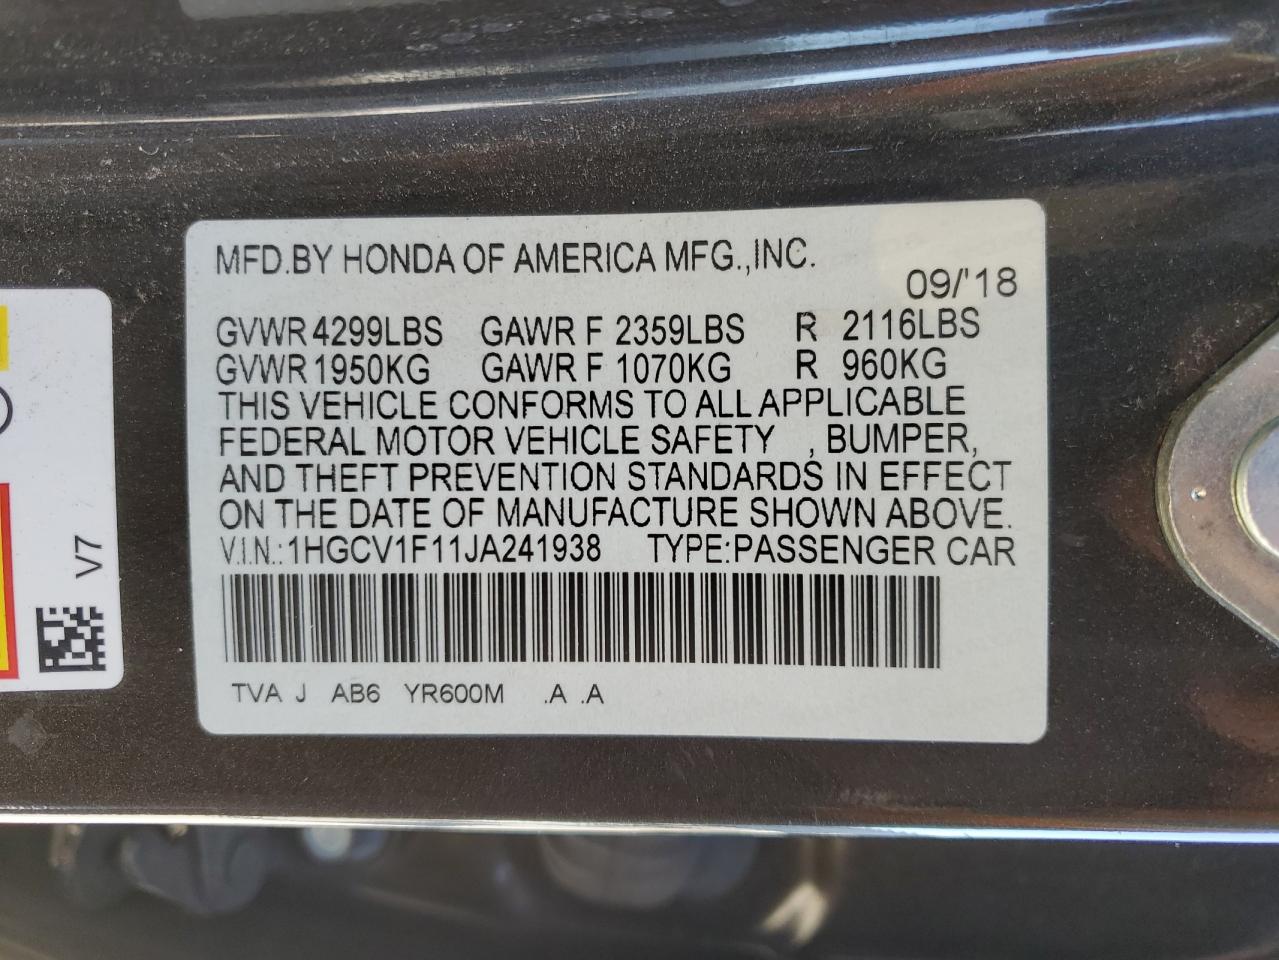 MFD.BY HONDA OF AMERICA MFG.,INC.
09/'18
GVWR 4299LBS GAWR F 2359LBS R 2116LBS
GVWR 1950KG GAWR F 1070KG R 960KG
THIS VEHICLE CONFORMS TO ALL APPLICABLE
FEDERAL MOTOR VEHICLE SAFETY , BUMPER,
AND THEFT PREVENTION STANDARDS IN EFFECT
ON THE DATE OF MANUFACTURE SHOWN ABOVE.
V.I.N.:1HGCV1F11JA241938 TYPE:PASSENGER CAR
TVA J AB6 YR600M .A .A
V7